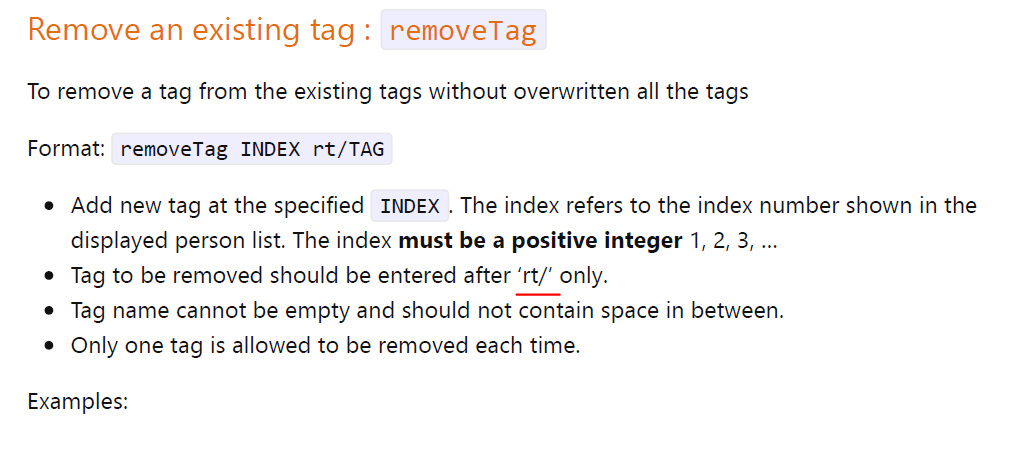 Remove an existing tag : removeTag
To remove a tag from the existing tags without overwritten all the tags
Format: removeTag INDEX rt/TAG
• Add new tag at the specified INDEX . The index refers to the index number shown in the
displayed person list. The index must be a positive integer 1, 2, 3, …
• Tag to be removed should be entered after ‘rt/’ only.
• Tag name cannot be empty and should not contain space in between.
• Only one tag is allowed to be removed each time.
Examples: